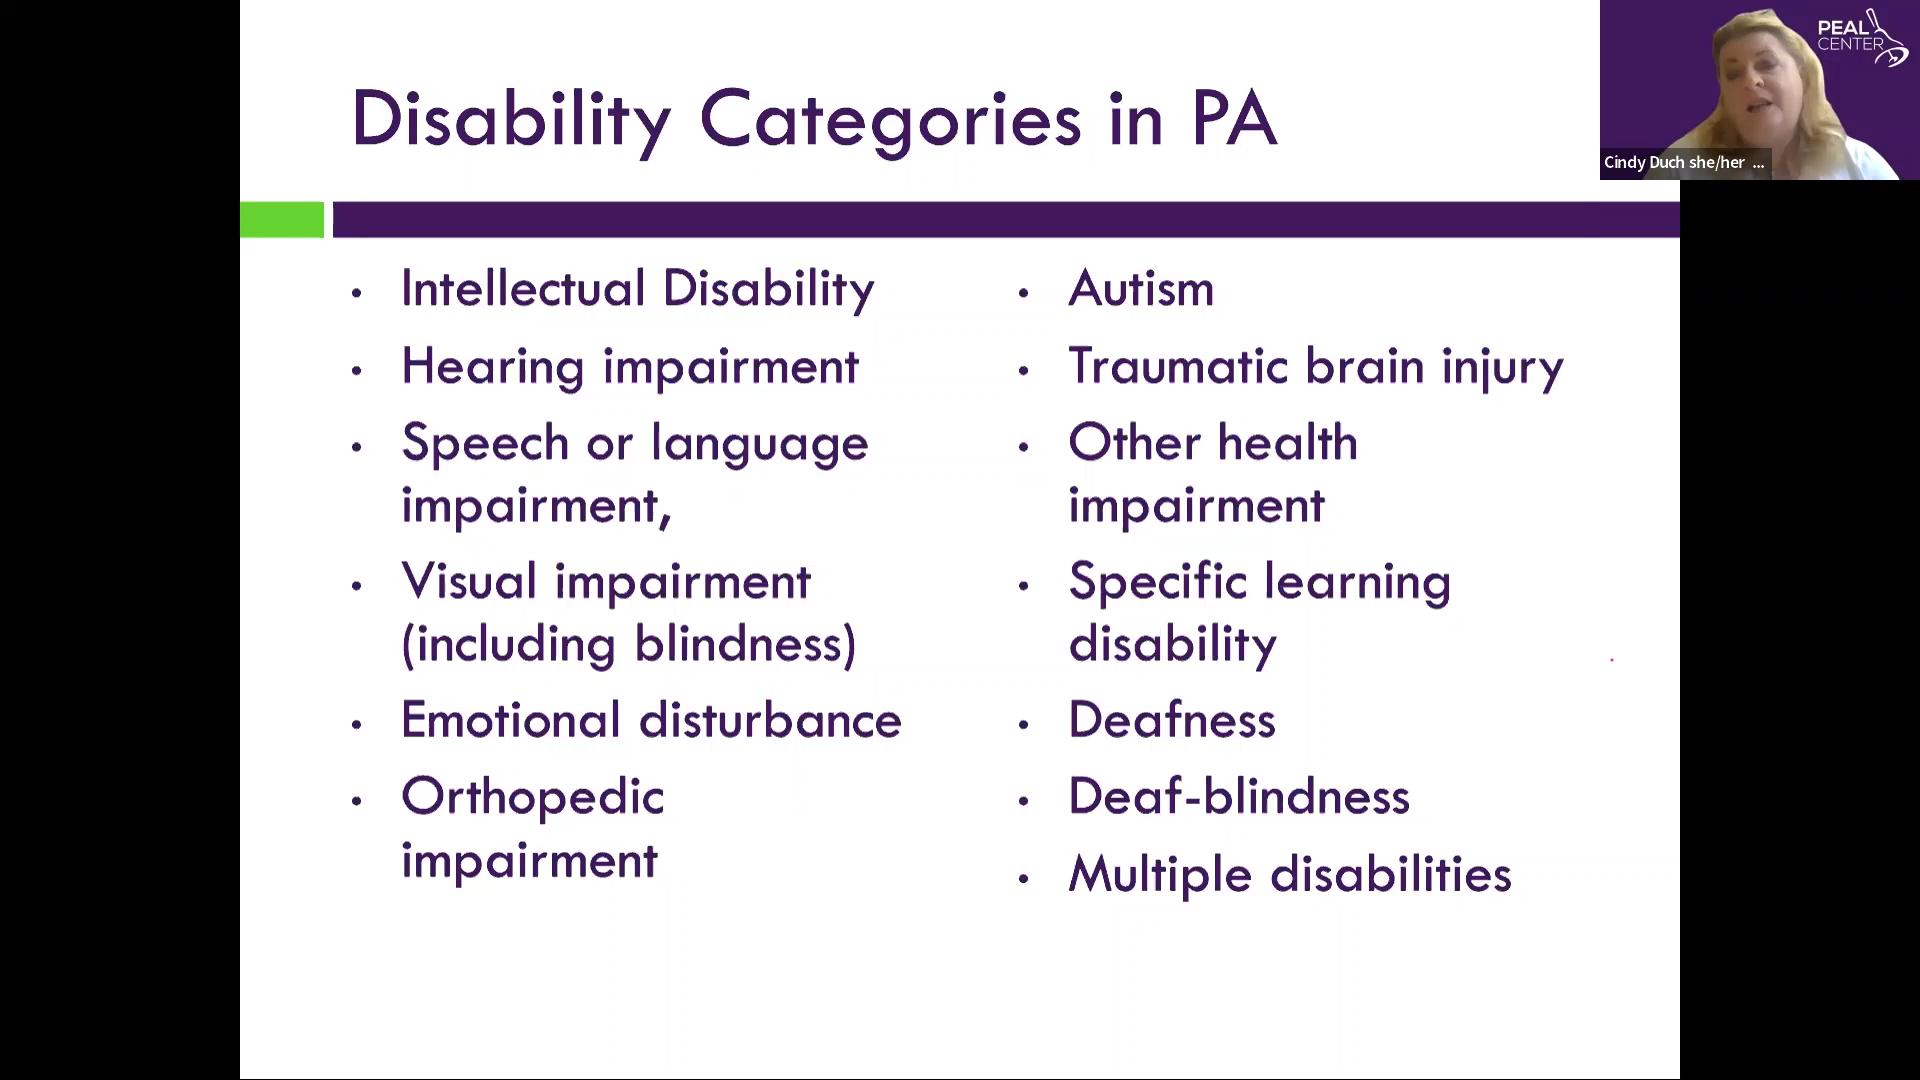 Disability Categories in PA
• Intellectual Disability
• Hearing impairment
• Speech or language
impairment,
• Visual impairment
(including blindness)
• Emotional disturbance
• Orthopedic
impairment
• Autism
• Traumatic brain injury
• Other health
impairment
• Specific learning
disability
• Deafness
• Deaf-blindness
• Multiple disabilities
PEAL
CENTER
Cindy Duch she/her ...